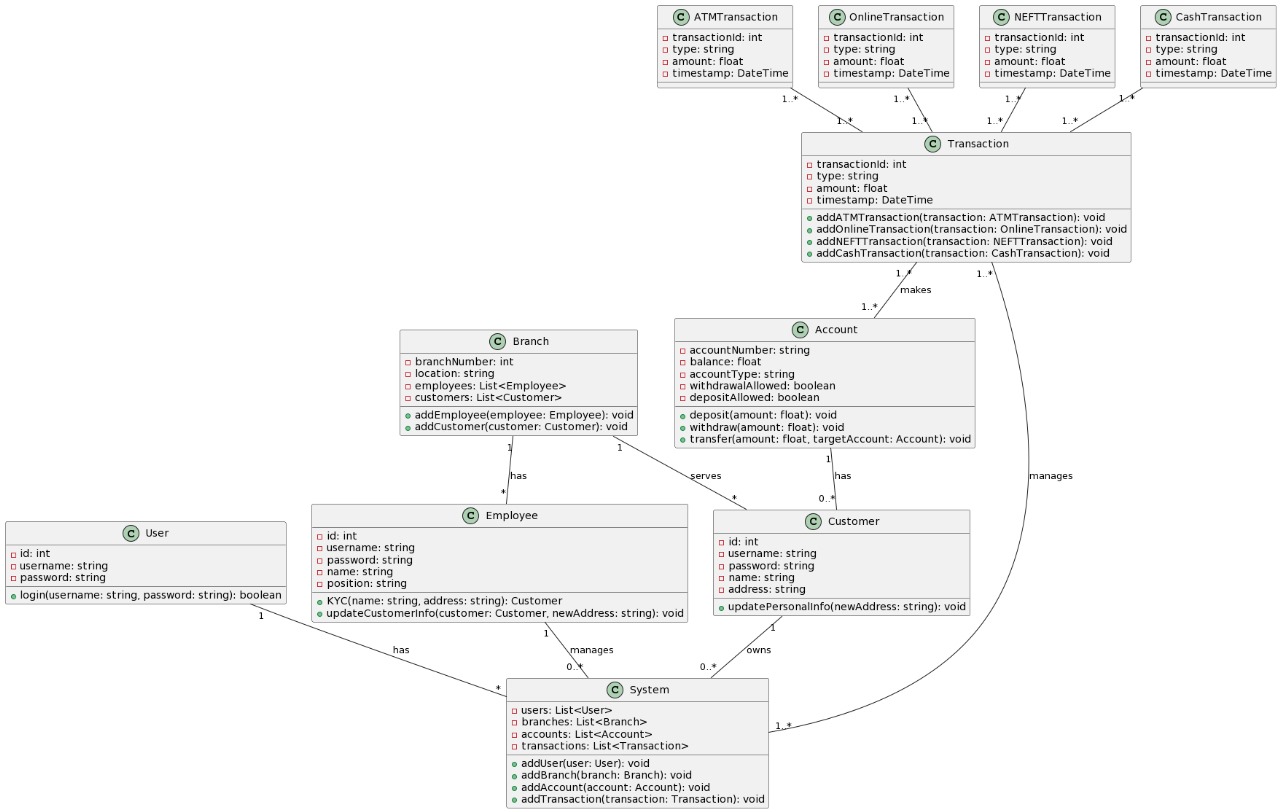 C ATMTransaction
transactionId: int
type: string
amount: float
timestamp: DateTime
C OnlineTransaction
transactionId: int
type: string
amount: float
timestamp: DateTime
C NEFTTransaction
transactionId: int
type: string
amount: float
timestamp: DateTime
C CashTransaction
transactionId: int
type: string
amount: float
timestamp: DateTime
1..*
1..*
1..*
1..*
1..*
1..*
1..*
1..*
C Transaction
transactionId: int
type: string
amount: float
timestamp: DateTime
addATMTransaction(transaction: ATMTransaction): void
addOnlineTransaction(transaction: OnlineTransaction): void
addNEFTTransaction(transaction: NEFTTransaction): void
addCashTransaction(transaction: CashTransaction): void
1..*
1..*
makes
1..*
C Branch
branchNumber: int
location: string
employees: List<Employee>
customers: List<Customer>
addEmployee(employee: Employee): void
addCustomer(customer: Customer): void
C Account
accountNumber: string
balance: float
accountType: string
withdrawalAllowed: boolean
depositAllowed: boolean
deposit(amount: float): void
withdraw(amount: float): void
transfer(amount: float, targetAccount: Account): void
1
1
1
has
serves
has
manages
*
*
0..*
C User
id: int
username: string
password: string
login(username: string, password: string): boolean
C Employee
id: int
username: string
password: string
name: string
position: string
KYC(name: string, address: string): Customer
updateCustomerInfo(customer: Customer, newAddress: string): void
C Customer
id: int
username: string
password: string
name: string
address: string
updatePersonalInfo(newAddress: string): void
1
1
1
has
manages
owns
*
0..*
0..*
1..*
C System
users: List<User>
branches: List<Branch>
accounts: List<Account>
transactions: List<Transaction>
addUser(user: User): void
addBranch(branch: Branch): void
addAccount(account: Account): void
addTransaction(transaction: Transaction): void